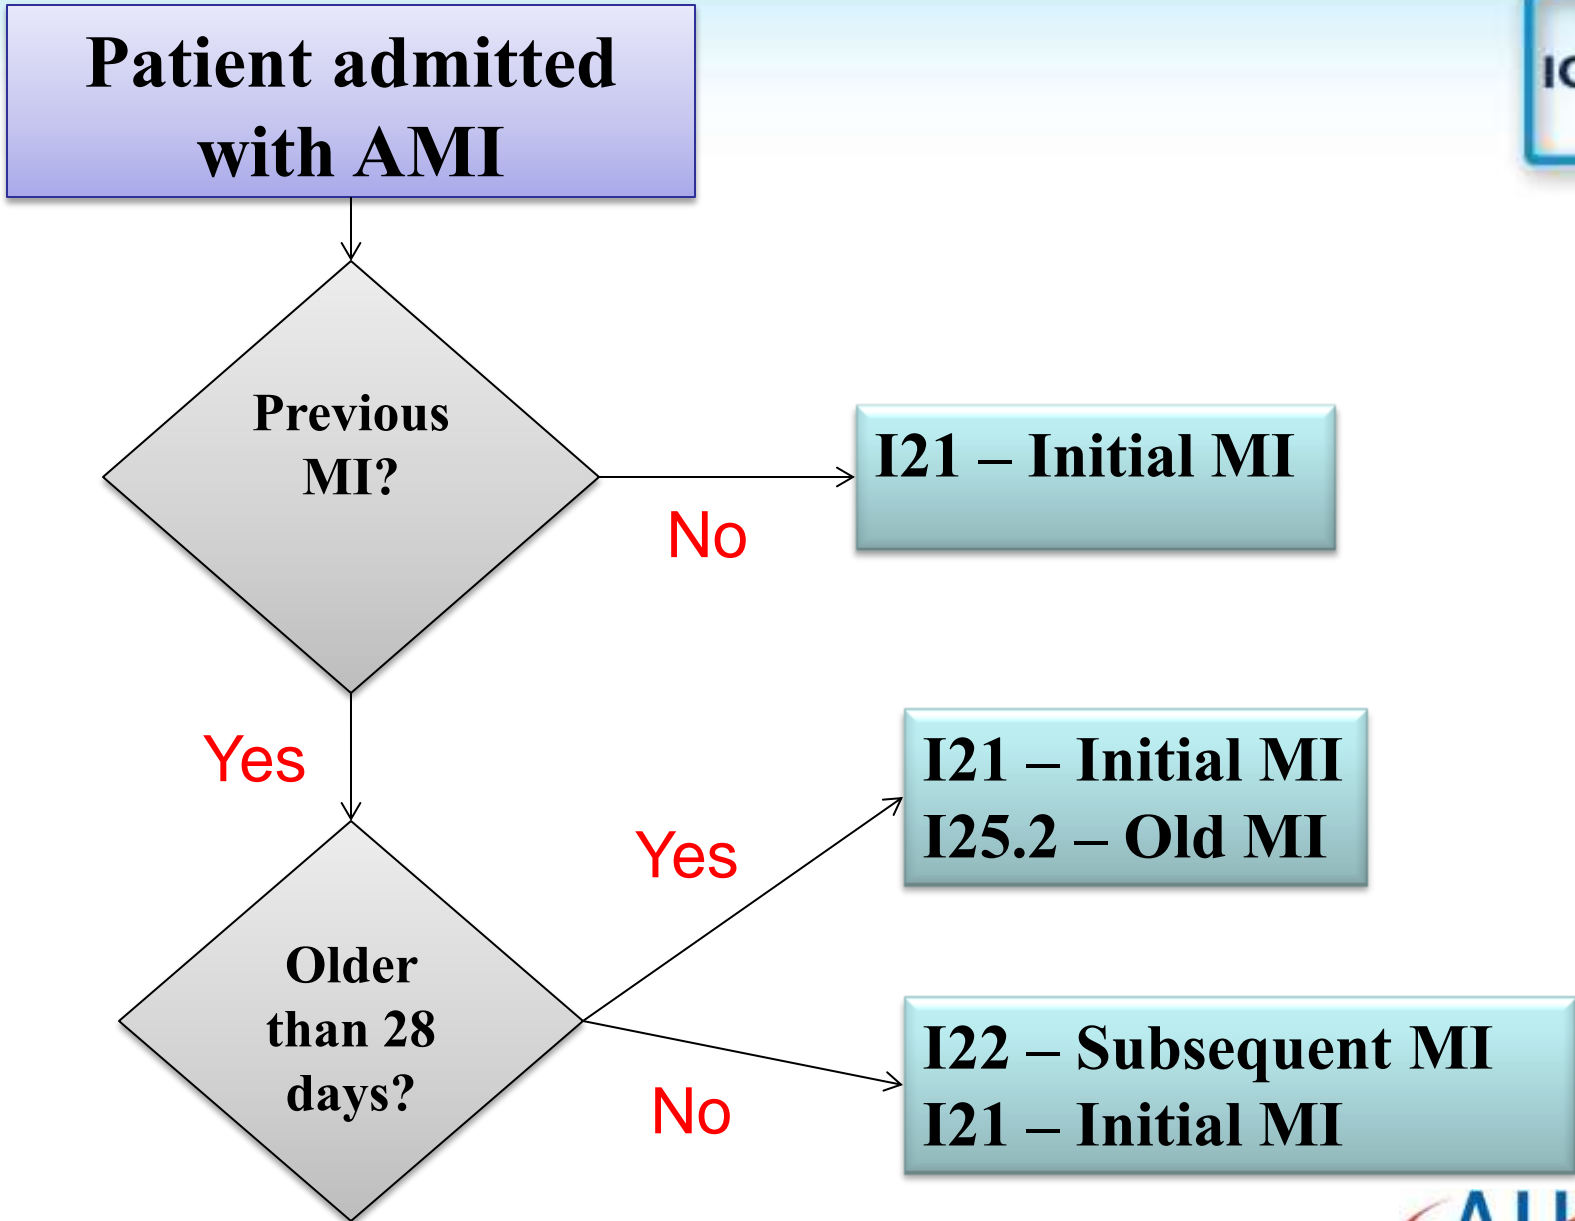 Patient admitted
with AMI
Previous
MI?
No
I21 – Initial MI
Yes
Older
than 28
days?
Yes
I21 – Initial MI
I25.2 – Old MI
No
I22 – Subsequent MI
I21 – Initial MI